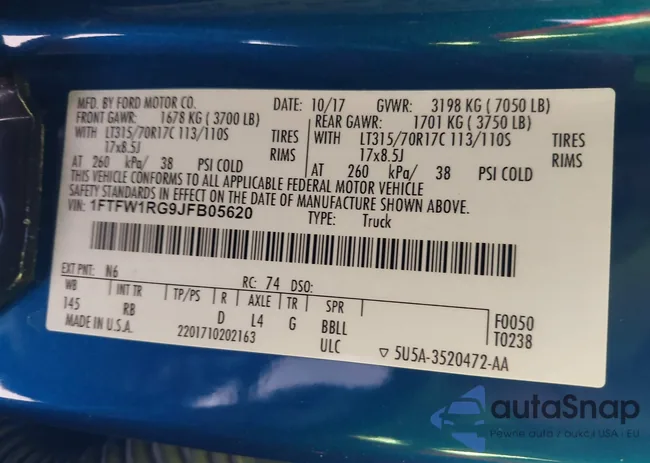 MFD. BY FORD MOTOR CO. DATE: 10/17 GVWR: 3198 KG ( 7050 LB)
FRONT GAWR: 1678 KG ( 3700 LB) REAR GAWR: 1701 KG ( 3750 LB)
WITH LT315/70R17C 113/110S TIRES WITH LT315/70R17C 113/110S TIRES
17x8.5J RIMS 17x8.5J RIMS
AT 260 kPa/ 38 PSI COLD AT 260 kPa/ 38 PSI COLD
THIS VEHICLE CONFORMS TO ALL APPLICABLE FEDERAL MOTOR VEHICLE
SAFETY STANDARDS IN EFFECT ON THE DATE OF MANUFACTURE SHOWN ABOVE.
VIN: 1FTFW1RG9JFB05620 TYPE: Truck
EXT PNT: N6 RC: 74 DSO:
WB INT TR TP/PS R AXLE TR SPR
145 RB D L4 G BBLL F0050
MADE IN U.S.A. 2201710202163 ULC T0238
▽ 5U5A-3520472-AA
autaSnap
Pewne auta z aukcji USA - EU